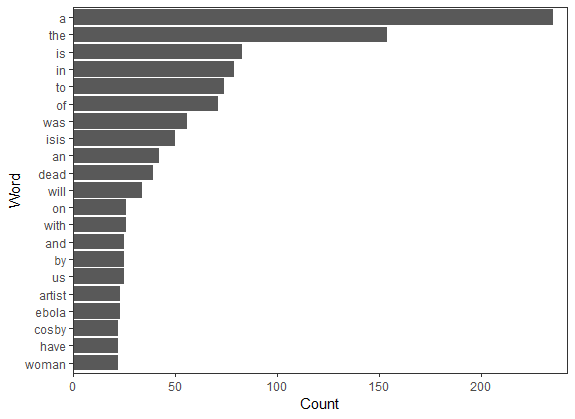 a
the
is
in
to
of
was
isis
an
dead
will
on
with
and
by
us
artist
ebola
cosby
have
woman
Word
0 50 100 150 200
Count